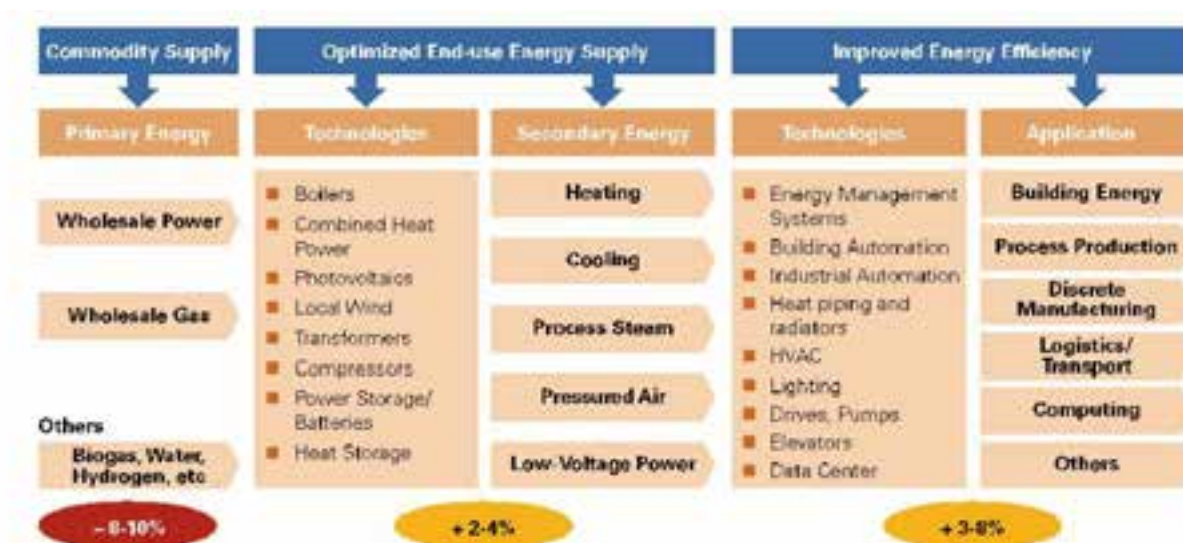 Commodity Supply
Optimized End-use Energy Supply
Improved Energy Efficiency
Primary Energy
Technologies
Secondary Energy
Technologies
Application
Wholesale Power
Wholesale Gas
Others
Biogas, Water,
Hydrogen, etc
Boilers
Combined Heat
Power
Photovoltaics
Local Wind
Transformers
Compressors
Power Storage/
Batteries
Heat Storage
Heating
Cooling
Process Steam
Pressured Air
Low-Voltage Power
Energy Management
Systems
Building Automation
Industrial Automation
Heat piping and
radiators
HVAC
Lighting
Drives, Pumps
Elevators
Data Center
Building Energy
Process Production
Discrete
Manufacturing
Logistics/
Transport
Computing
Others
+ 2-4%